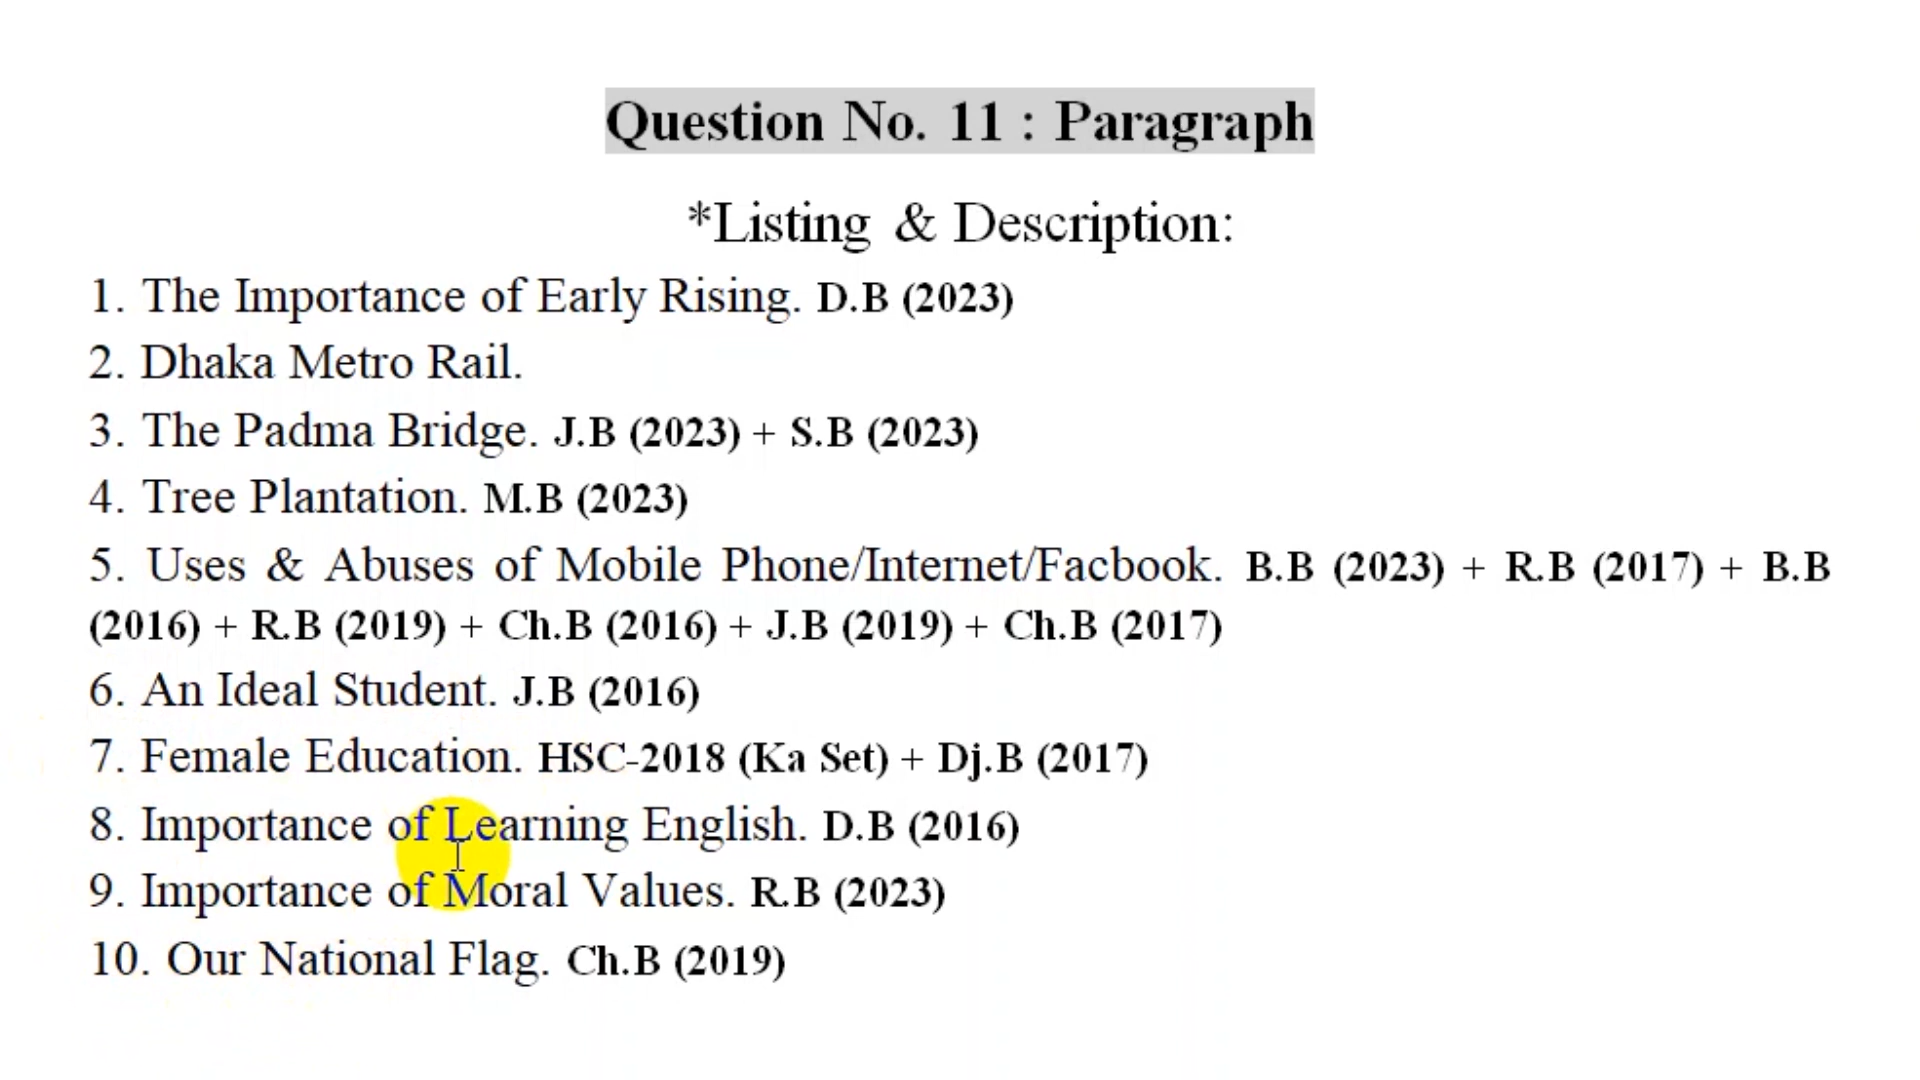 Question No. 11 : Paragraph
*Listing & Description:
1. The Importance of Early Rising. D.B (2023)
2. Dhaka Metro Rail.
3. The Padma Bridge. J.B (2023) + S.B (2023)
4. Tree Plantation. M.B (2023)
5. Uses & Abuses of Mobile Phone/Internet/Facbook. B.B (2023) + R.B (2017) + B.B
(2016) + R.B (2019) + Ch.B (2016) + J.B (2019) + Ch.B (2017)
6. An Ideal Student. J.B (2016)
7. Female Education. HSC-2018 (Ka Set) + Dj.B (2017)
8. Importance of Learning English. D.B (2016)
9. Importance of Moral Values. R.B (2023)
10. Our National Flag. Ch.B (2019)